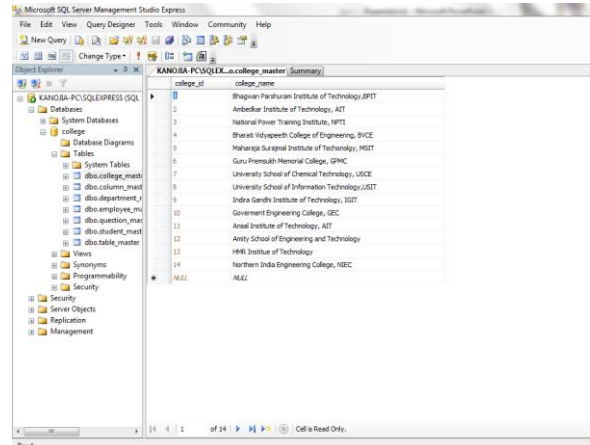 Microsoft SQL Server Management Studio Express
File Edit View Query Designer Tools Window Community Help
New Query
Change Type
Object Explorer
KANOJIA-PC\SQLEX...o.college_master Summary
KANOJIA-PC\SQLEXPRESS (SQL
Databases
System Databases
college
Database Diagrams
Tables
System Tables
dbo.college_mast
dbo.column_mast
dbo.department_r
dbo.employee_ma
dbo.question_mas
dbo.student_mast
dbo.table_master
Views
Synonyms
Programmability
Security
Security
Server Objects
Replication
Management
college_id college_name
1 Bhagwan Parshuram Institute of Technology,BPIT
2 Ambedkar Institute of Technology, AIT
3 National Power Training Institute, NPTI
4 Bharati Vidyapeeth College of Engineering, BVCE
5 Maharaja Surajmal Institute of Techonolgy, MSIT
6 Guru Premsukh Memorial College, GPMC
7 University School of Chemical Technology, USCE
8 University School of Information Technology,USIT
9 Indira Gandhi Institute of Technology, IGIT
10 Goverment Engineering College, GEC
11 Ansal Institute of Technology, AIT
12 Amity School of Engineering and Technology
13 HMR Institue of Technology
14 Northern India Engineering College, NIEC
NULL NULL
1 of 14 Cell is Read Only.